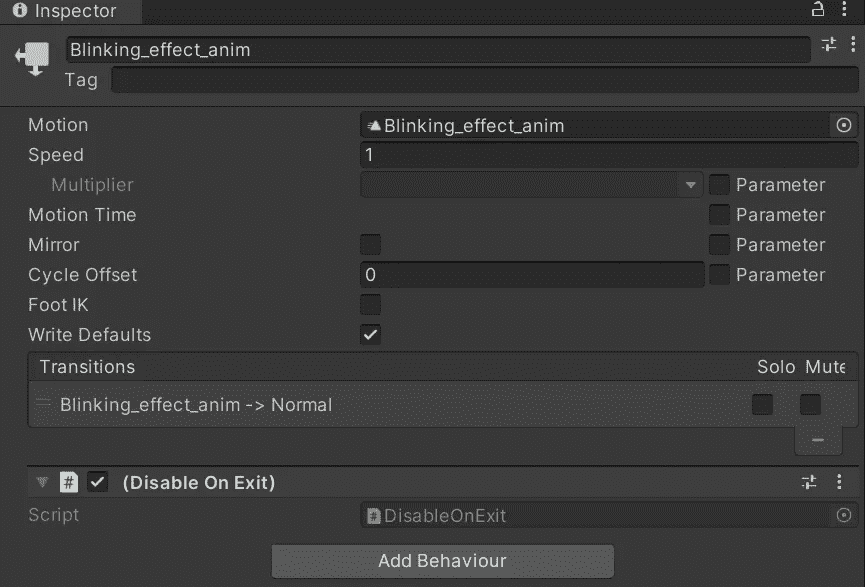 Inspector
Blinking_effect_anim
Tag
Motion Blinking_effect_anim
Speed 1
Multiplier Parameter
Motion Time Parameter
Mirror Parameter
Cycle Offset 0 Parameter
Foot IK
Write Defaults
Transitions Solo Mute
Blinking_effect_anim -> Normal
# (Disable On Exit)
Script # DisableOnExit
Add Behaviour